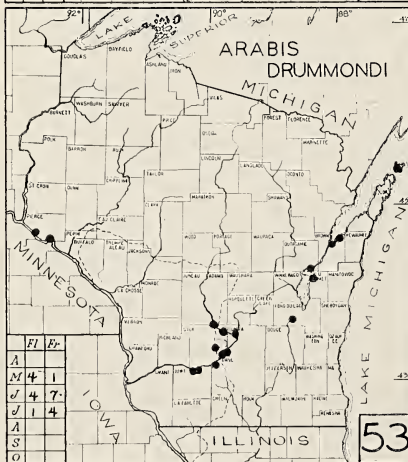 92° 90° 88°
LAKE SUPERIOR
ARABIS
DRUMMONDI
MICHIGAN
DOUGLAS
BAYFIELD
ASHLAND
IRON
VILAS
FOREST
FLORENCE
MARINETTE
BURNETT
WASHBURN
SAWYER
PRICE
ONEIDA
POLK
BARRON
RUSK
LINCOLN
LANGLADE
OCONTO
ST. CROIX
DUNN
CHIPPEWA
TAYLOR
MARATHON
SHAWANO
PIERCE
PEPIN
EAU CLAIRE
CLARK
BUFFALO
TREMPEALEAU
JACKSON
WOOD
PORTAGE
WAUPACA
OUTAGAMIE
BROWN
KEWAUNEE
MINNESOTA
LA CROSSE
MONROE
JUNEAU
ADAMS
WAUSHARA
WINNEBAGO
MANITOWOC
MARQUETTE
GREEN LAKE
FOND DU LAC
SHEBOYGAN
VERNON
RICHLAND
SAUK
DODGE
CRAWFORD
WASHINGTON
GRANT
IOWA
DANE
JEFFERSON
WAUKESHA
LAFAYETTE
GREEN
ROCK
WALWORTH
RACINE
KENOSHA
LAKE MICHIGAN
IOWA
ILLINOIS
Fl Fr
A
M 4 1
J 4 7
J 1 4
A
S
O
53